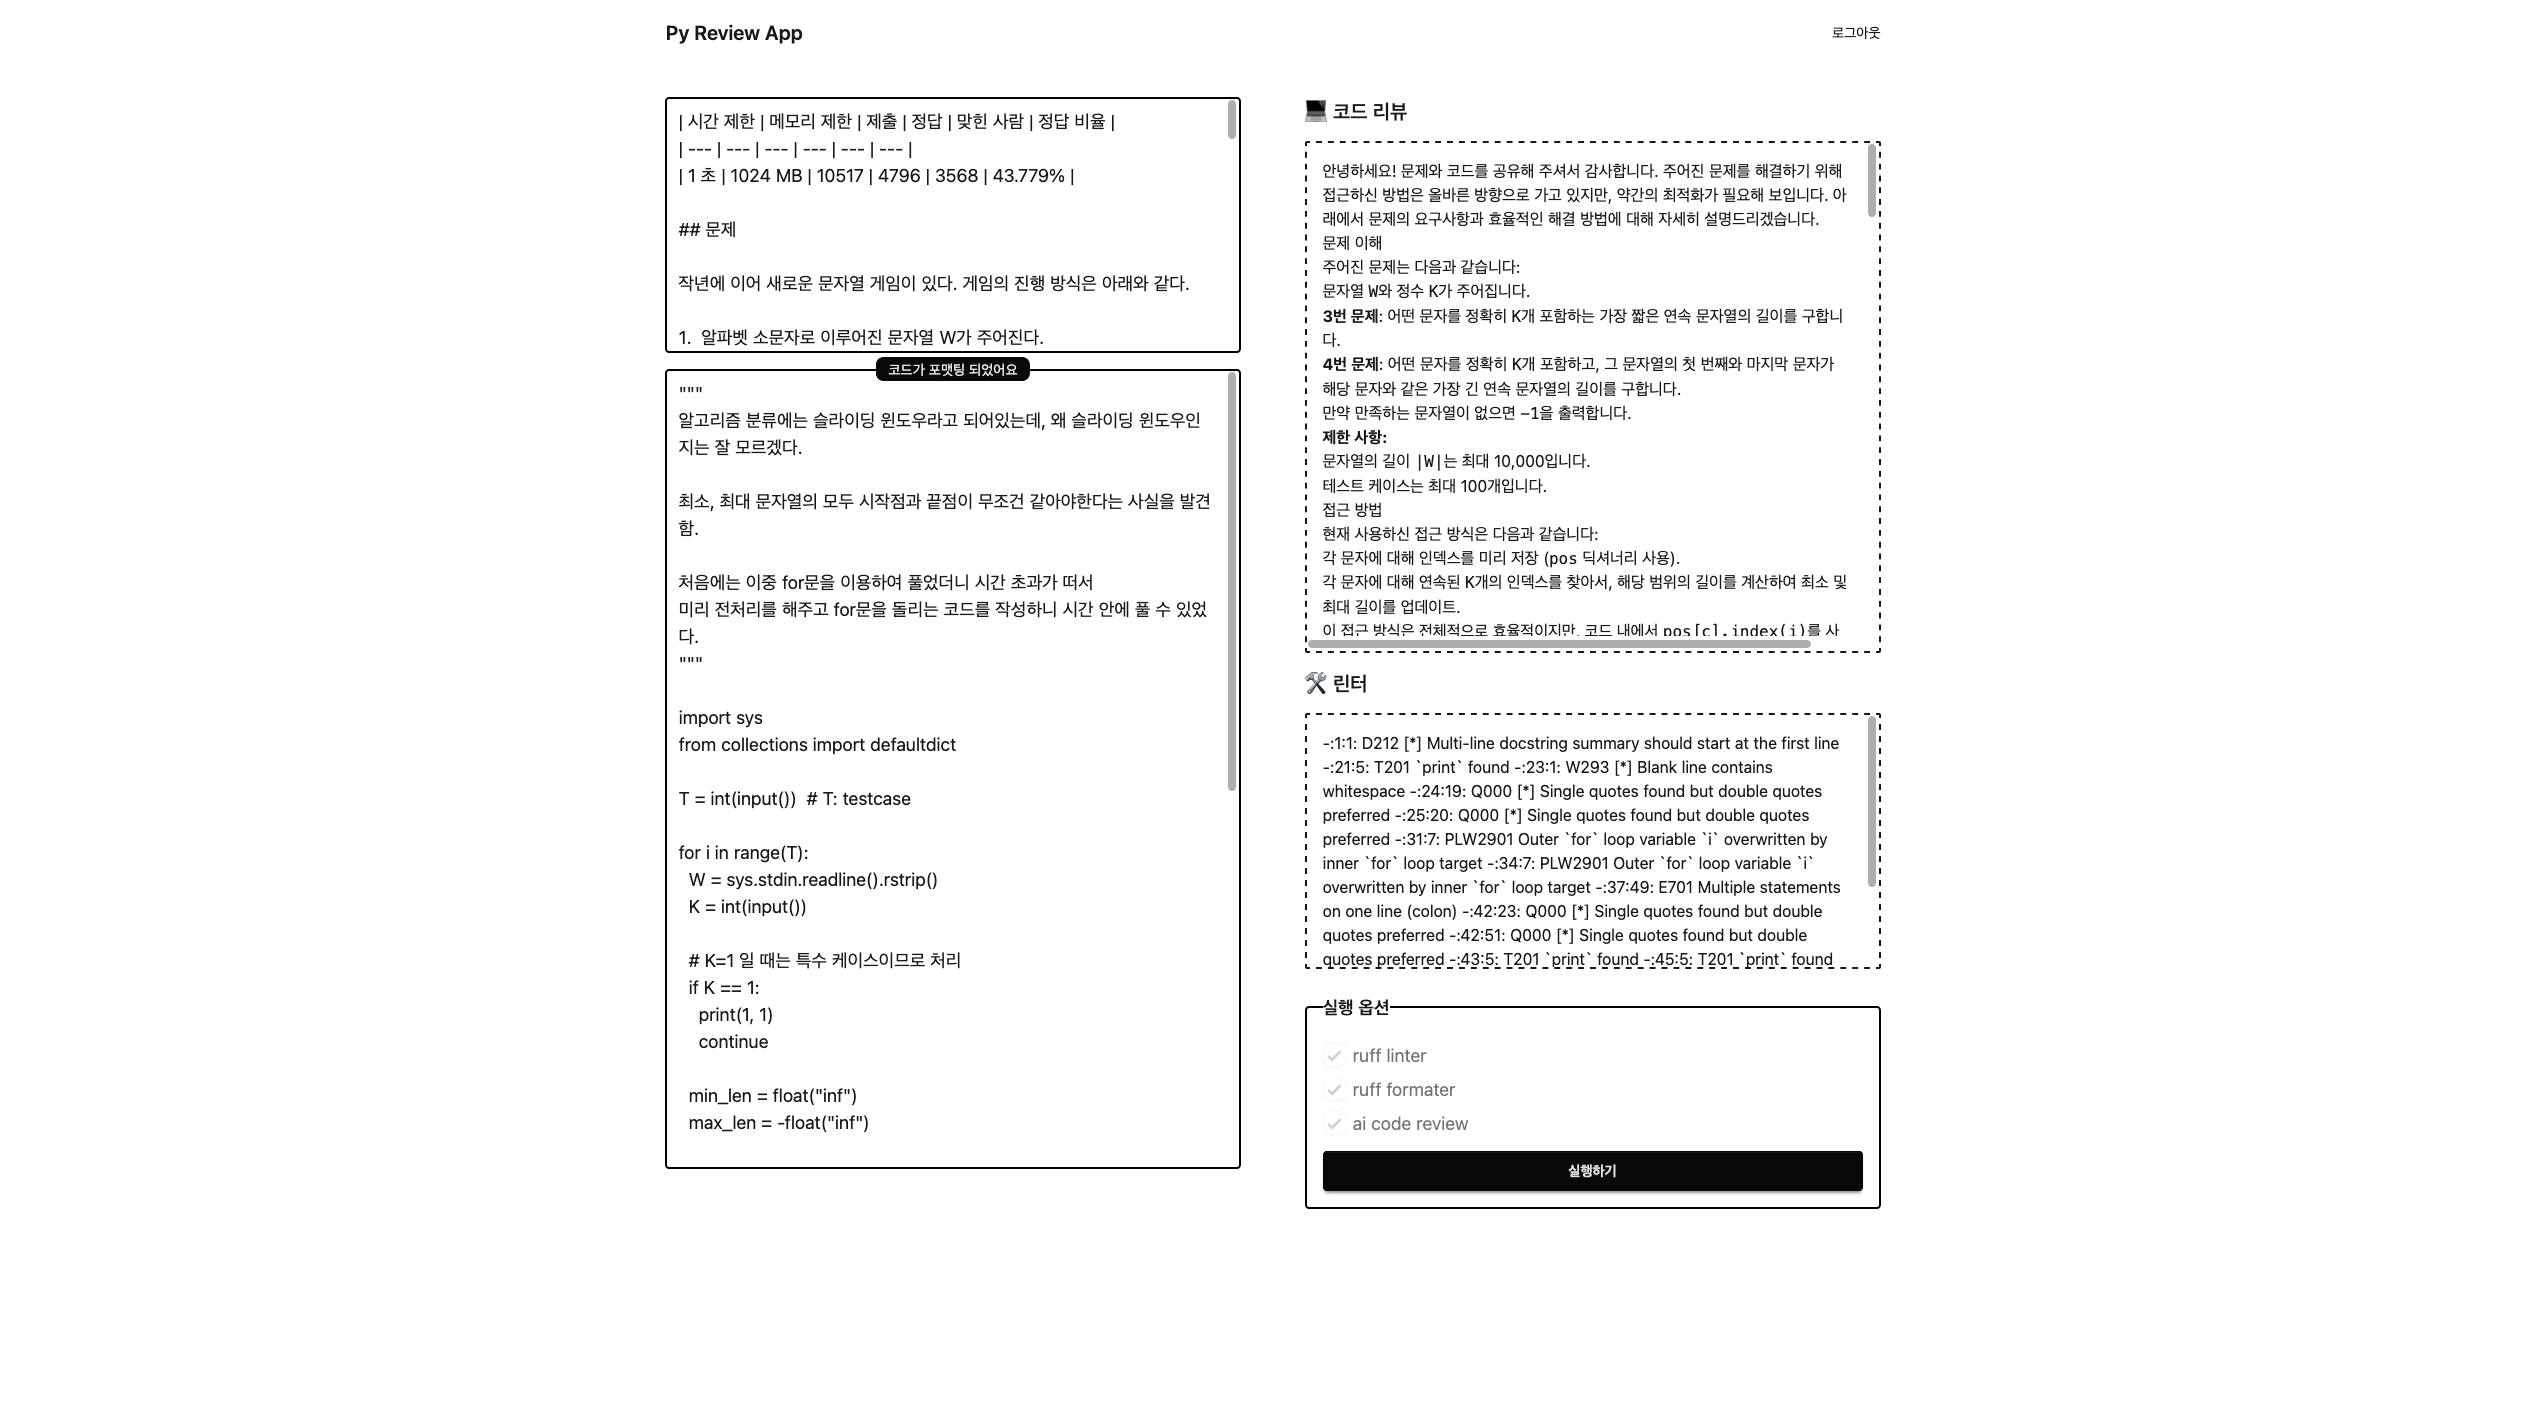 Py Review App
로그아웃
| 시간 제한 | 메모리 제한 | 제출 | 정답 | 맞힌 사람 | 정답 비율 |
| --- | --- | --- | --- | --- | --- |
| 1 초 | 1024 MB | 10517 | 4796 | 3568 | 43.779% |
## 문제
작년에 이어 새로운 문자열 게임이 있다. 게임의 진행 방식은 아래와 같다.
1. 알파벳 소문자로 이루어진 문자열 W가 주어진다.
코드가 포맷팅 되었어요
"""
알고리즘 분류에는 슬라이딩 윈도우라고 되어있는데, 왜 슬라이딩 윈도우인
지는 잘 모르겠다.
최소, 최대 문자열의 모두 시작점과 끝점이 무조건 같아야한다는 사실을 발견
함.
처음에는 이중 for문을 이용하여 풀었더니 시간 초과가 떠서
미리 전처리를 해주고 for문을 돌리는 코드를 작성하니 시간 안에 풀 수 있었
다.
"""
import sys
from collections import defaultdict
T = int(input())  # T: testcase
for i in range(T):
  W = sys.stdin.readline().rstrip()
  K = int(input())
  # K=1 일 때는 특수 케이스이므로 처리
  if K == 1:
    print(1, 1)
    continue
  min_len = float("inf")
  max_len = -float("inf")
💻 코드 리뷰
안녕하세요! 문제와 코드를 공유해 주셔서 감사합니다. 주어진 문제를 해결하기 위해
접근하신 방법은 올바른 방향으로 가고 있지만, 약간의 최적화가 필요해 보입니다. 아
래에서 문제의 요구사항과 효율적인 해결 방법에 대해 자세히 설명드리겠습니다.
문제 이해
주어진 문제는 다음과 같습니다:
문자열 W와 정수 K가 주어집니다.
3번 문제: 어떤 문자를 정확히 K개 포함하는 가장 짧은 연속 문자열의 길이를 구합니
다.
4번 문제: 어떤 문자를 정확히 K개 포함하고, 그 문자열의 첫 번째와 마지막 문자가
해당 문자와 같은 가장 긴 연속 문자열의 길이를 구합니다.
만약 만족하는 문자열이 없으면 -1을 출력합니다.
제한 사항:
문자열의 길이 |W|는 최대 10,000입니다.
테스트 케이스는 최대 100개입니다.
접근 방법
현재 사용하신 접근 방식은 다음과 같습니다:
각 문자에 대해 인덱스를 미리 저장 (pos 딕셔너리 사용).
각 문자에 대해 연속된 K개의 인덱스를 찾아서, 해당 범위의 길이를 계산하여 최소 및
최대 길이를 업데이트.
이 접근 방식은 전체적으로 효율적이지만, 코드 내에서 pos[c].index(i)를 사
🛠 린터
-:1:1: D212 [*] Multi-line docstring summary should start at the first line
-:21:5: T201 `print` found -:23:1: W293 [*] Blank line contains
whitespace -:24:19: Q000 [*] Single quotes found but double quotes
preferred -:25:20: Q000 [*] Single quotes found but double quotes
preferred -:31:7: PLW2901 Outer `for` loop variable `i` overwritten by
inner `for` loop target -:34:7: PLW2901 Outer `for` loop variable `i`
overwritten by inner `for` loop target -:37:49: E701 Multiple statements
on one line (colon) -:42:23: Q000 [*] Single quotes found but double
quotes preferred -:42:51: Q000 [*] Single quotes found but double
quotes preferred -:43:5: T201 `print` found -:45:5: T201 `print` found
실행 옵션
ruff linter
ruff formater
ai code review
실행하기